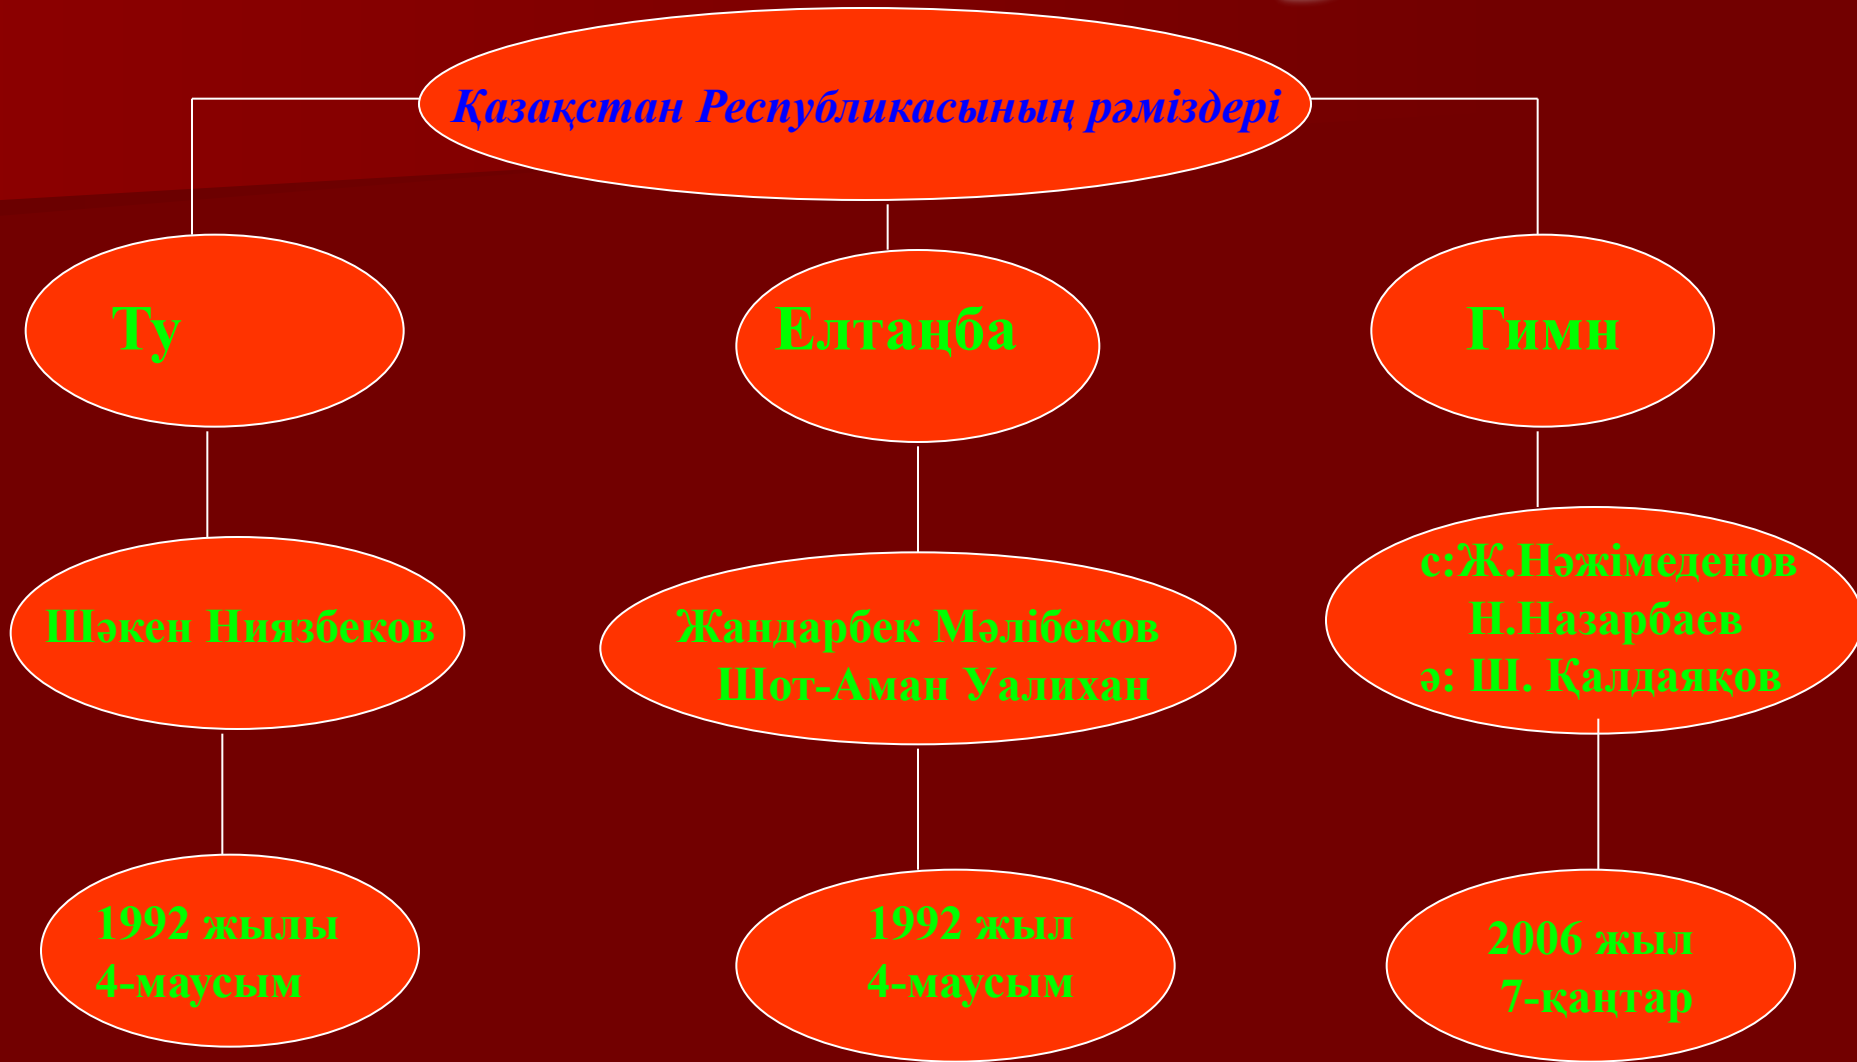 Қазақстан Республикасының рәміздері
Ту
Елтаңба
Гимн
Шәкен Ниязбеков
Жандарбек Мәлібеков
Шот-Аман Уалихан
с:Ж.Нәжімеденов
Н.Назарбаев
ә: Ш. Қалдаяқов
1992 жылы
4-маусым
1992 жыл
4-маусым
2006 жыл
7-қаңтар